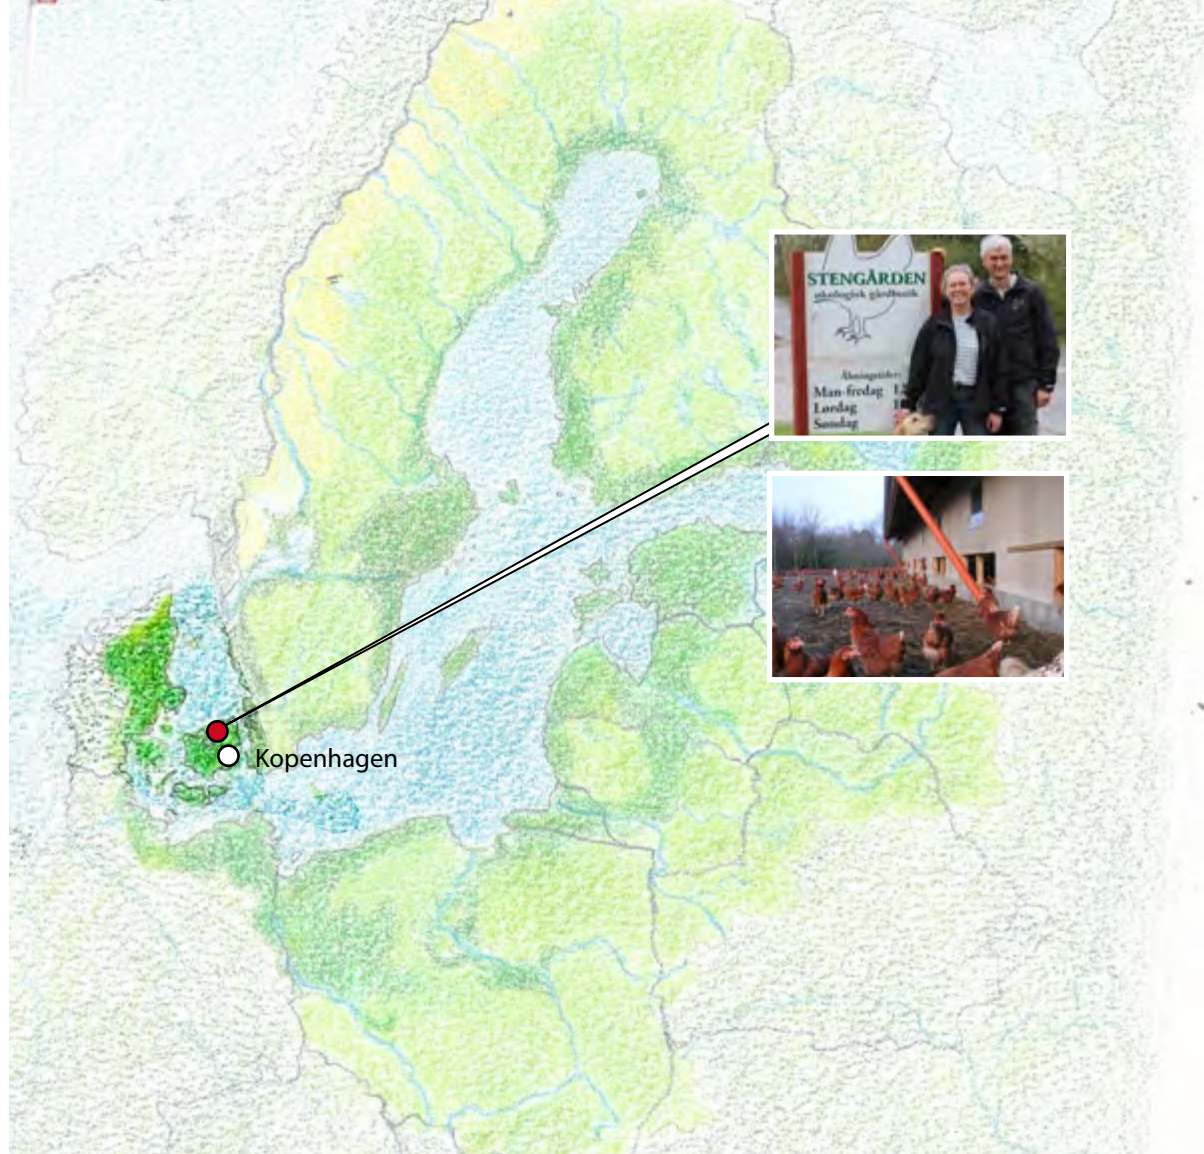 STENGÅRDEN
økologisk gårdbutik
Åbningstider:
Man-fredag
Lørdag
Søndag
Kopenhagen